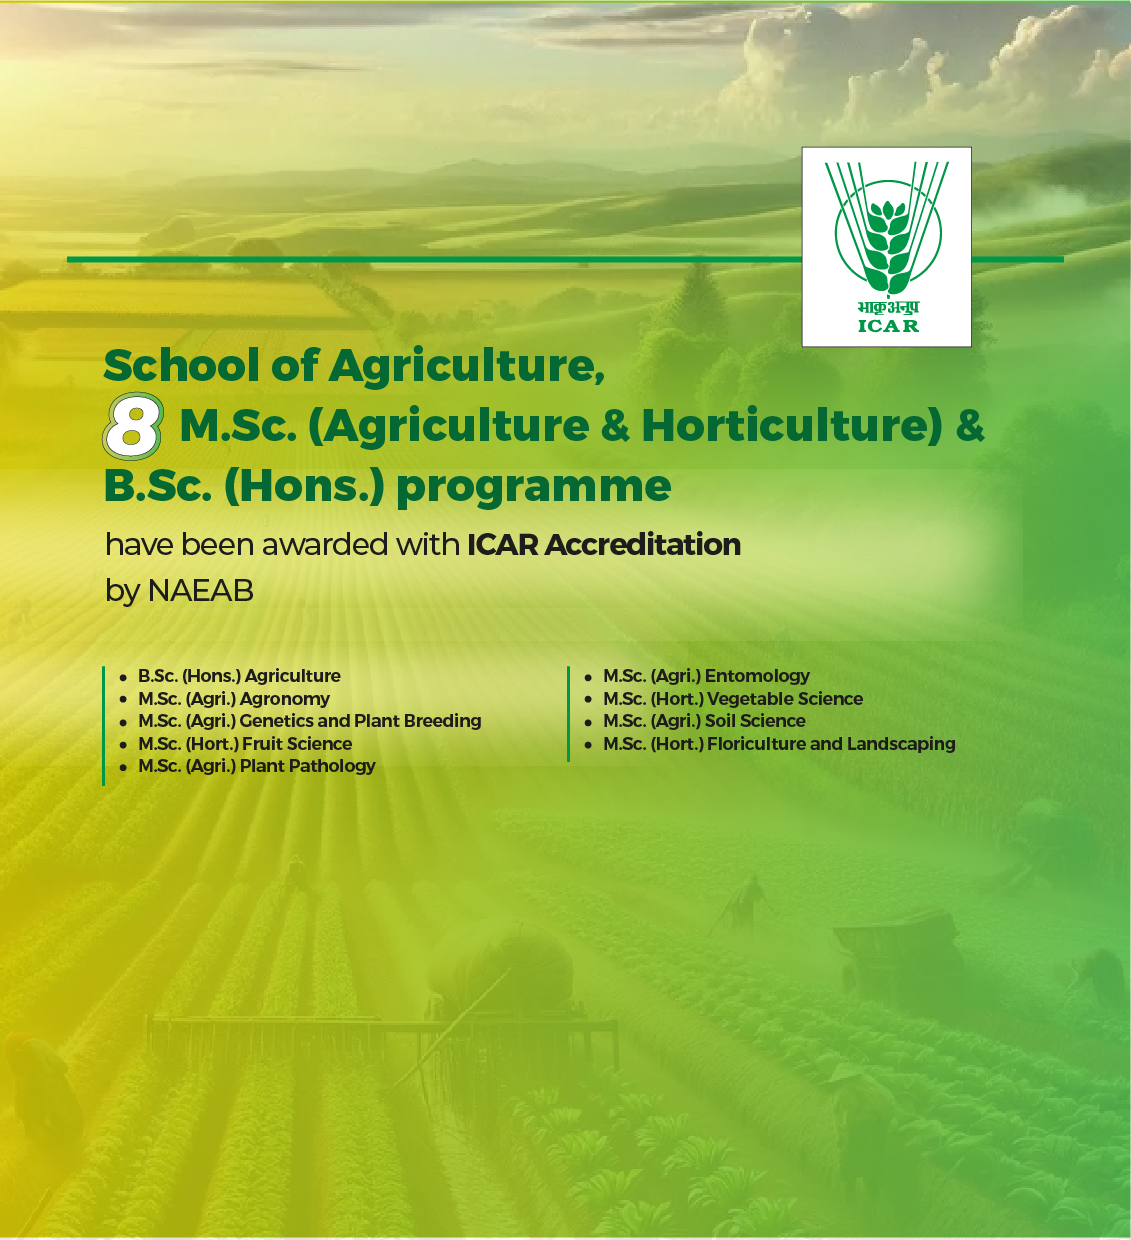 भाकृअनुप
ICAR
School of Agriculture,
8 M.Sc. (Agriculture & Horticulture) &
B.Sc. (Hons.) programme
have been awarded with ICAR Accreditation
by NAEAB
• B.Sc. (Hons.) Agriculture
• M.Sc. (Agri.) Agronomy
• M.Sc. (Agri.) Genetics and Plant Breeding
• M.Sc. (Hort.) Fruit Science
• M.Sc. (Agri.) Plant Pathology
• M.Sc. (Agri.) Entomology
• M.Sc. (Hort.) Vegetable Science
• M.Sc. (Agri.) Soil Science
• M.Sc. (Hort.) Floriculture and Landscaping